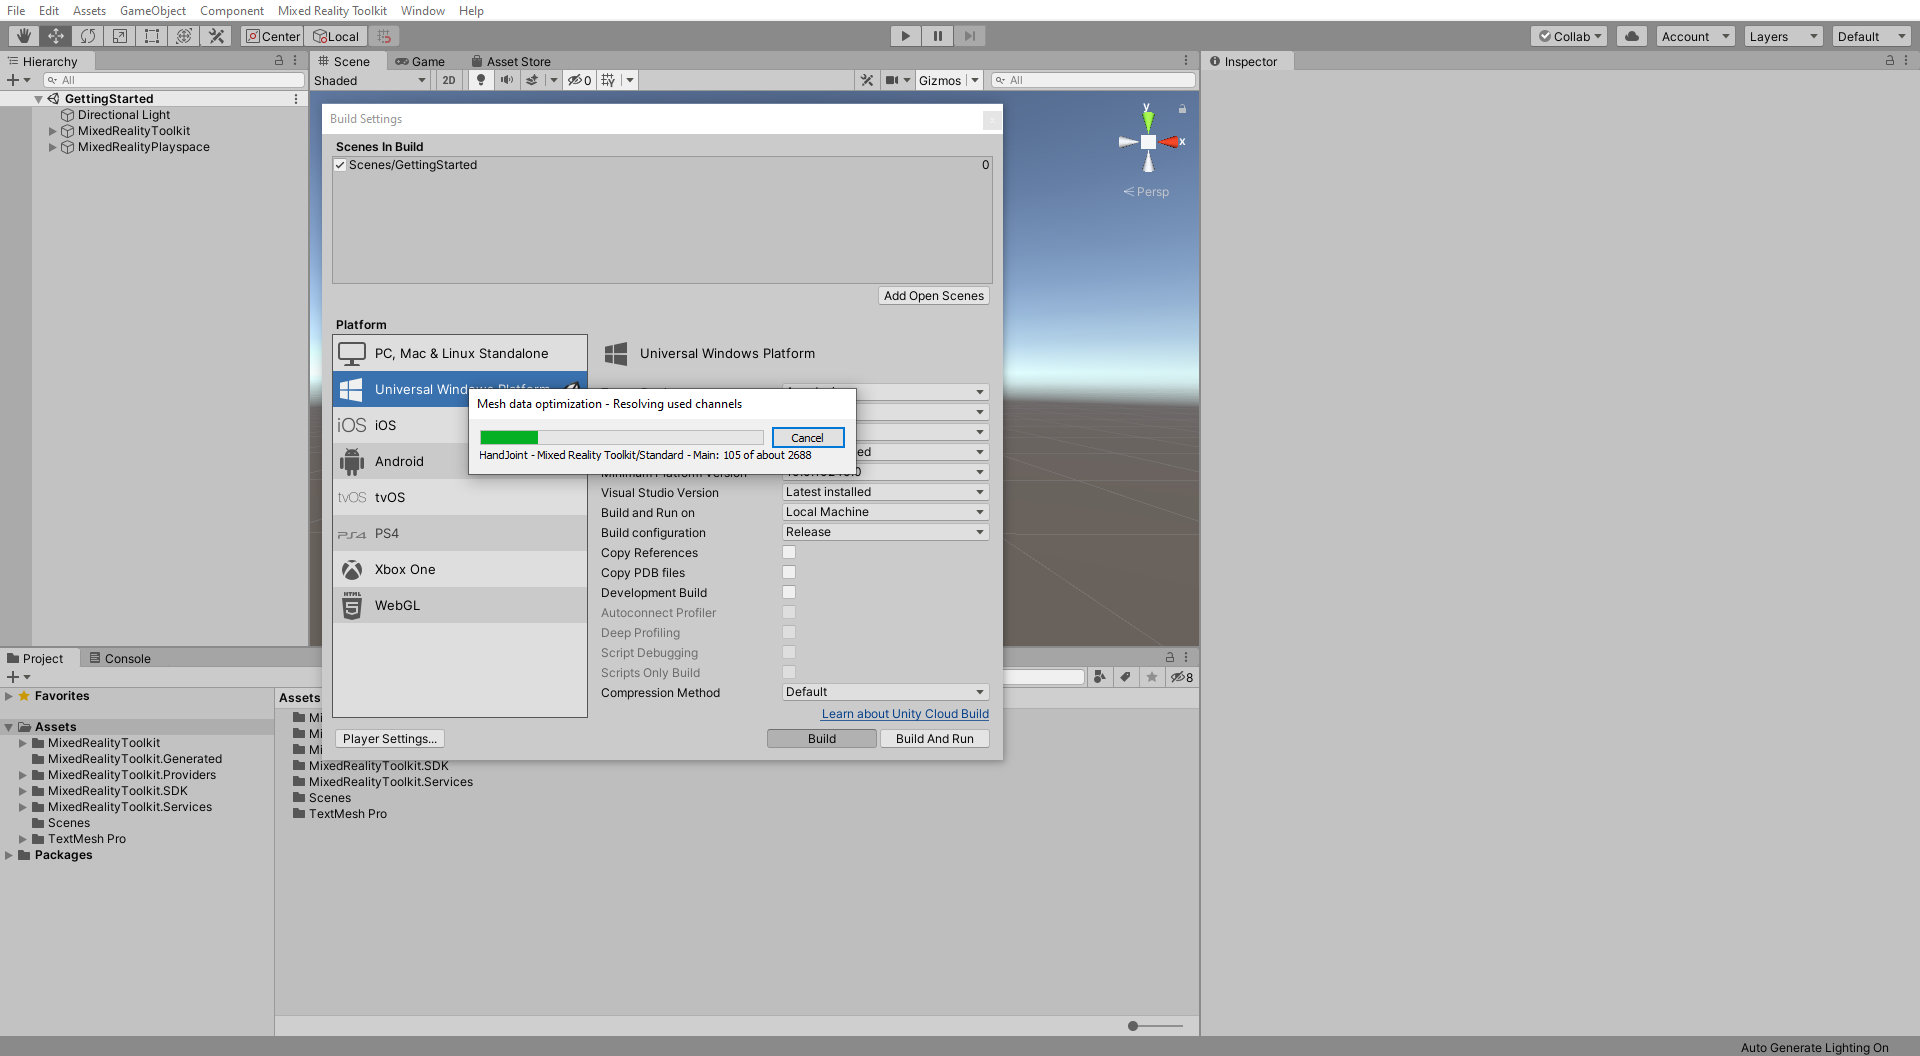 File Edit Assets GameObject Component Mixed Reality Toolkit Window Help
Center Local Collab Account Layers Default
Hierarchy
All
GettingStarted
Directional Light
MixedRealityToolkit
MixedRealityPlayspace
Scene Game Asset Store
Shaded 2D 0 Gizmos All
Inspector
y
x
Persp
Build Settings
Scenes In Build
Scenes/GettingStarted 0
Add Open Scenes
Platform
PC, Mac & Linux Standalone
Universal Windows Platform
iOS iOS
Android
tvOS tvOS
PS4 PS4
Xbox One
HTML 5 WebGL
Universal Windows Platform
Mesh data optimization - Resolving used channels
Cancel
HandJoint - Mixed Reality Toolkit/Standard - Main: 105 of about 2688
Minimum Platform Version
Visual Studio Version Latest installed
Build and Run on Local Machine
Build configuration Release
Copy References
Copy PDB files
Development Build
Autoconnect Profiler
Deep Profiling
Script Debugging
Scripts Only Build
Compression Method Default
Learn about Unity Cloud Build
Player Settings... Build Build And Run
Project Console
8
Favorites
Assets
MixedRealityToolkit
MixedRealityToolkit.Generated
MixedRealityToolkit.Providers
MixedRealityToolkit.SDK
MixedRealityToolkit.Services
Scenes
TextMesh Pro
Packages
Assets
Mi
Mi
Mi
MixedRealityToolkit.SDK
MixedRealityToolkit.Services
Scenes
TextMesh Pro
Auto Generate Lighting On